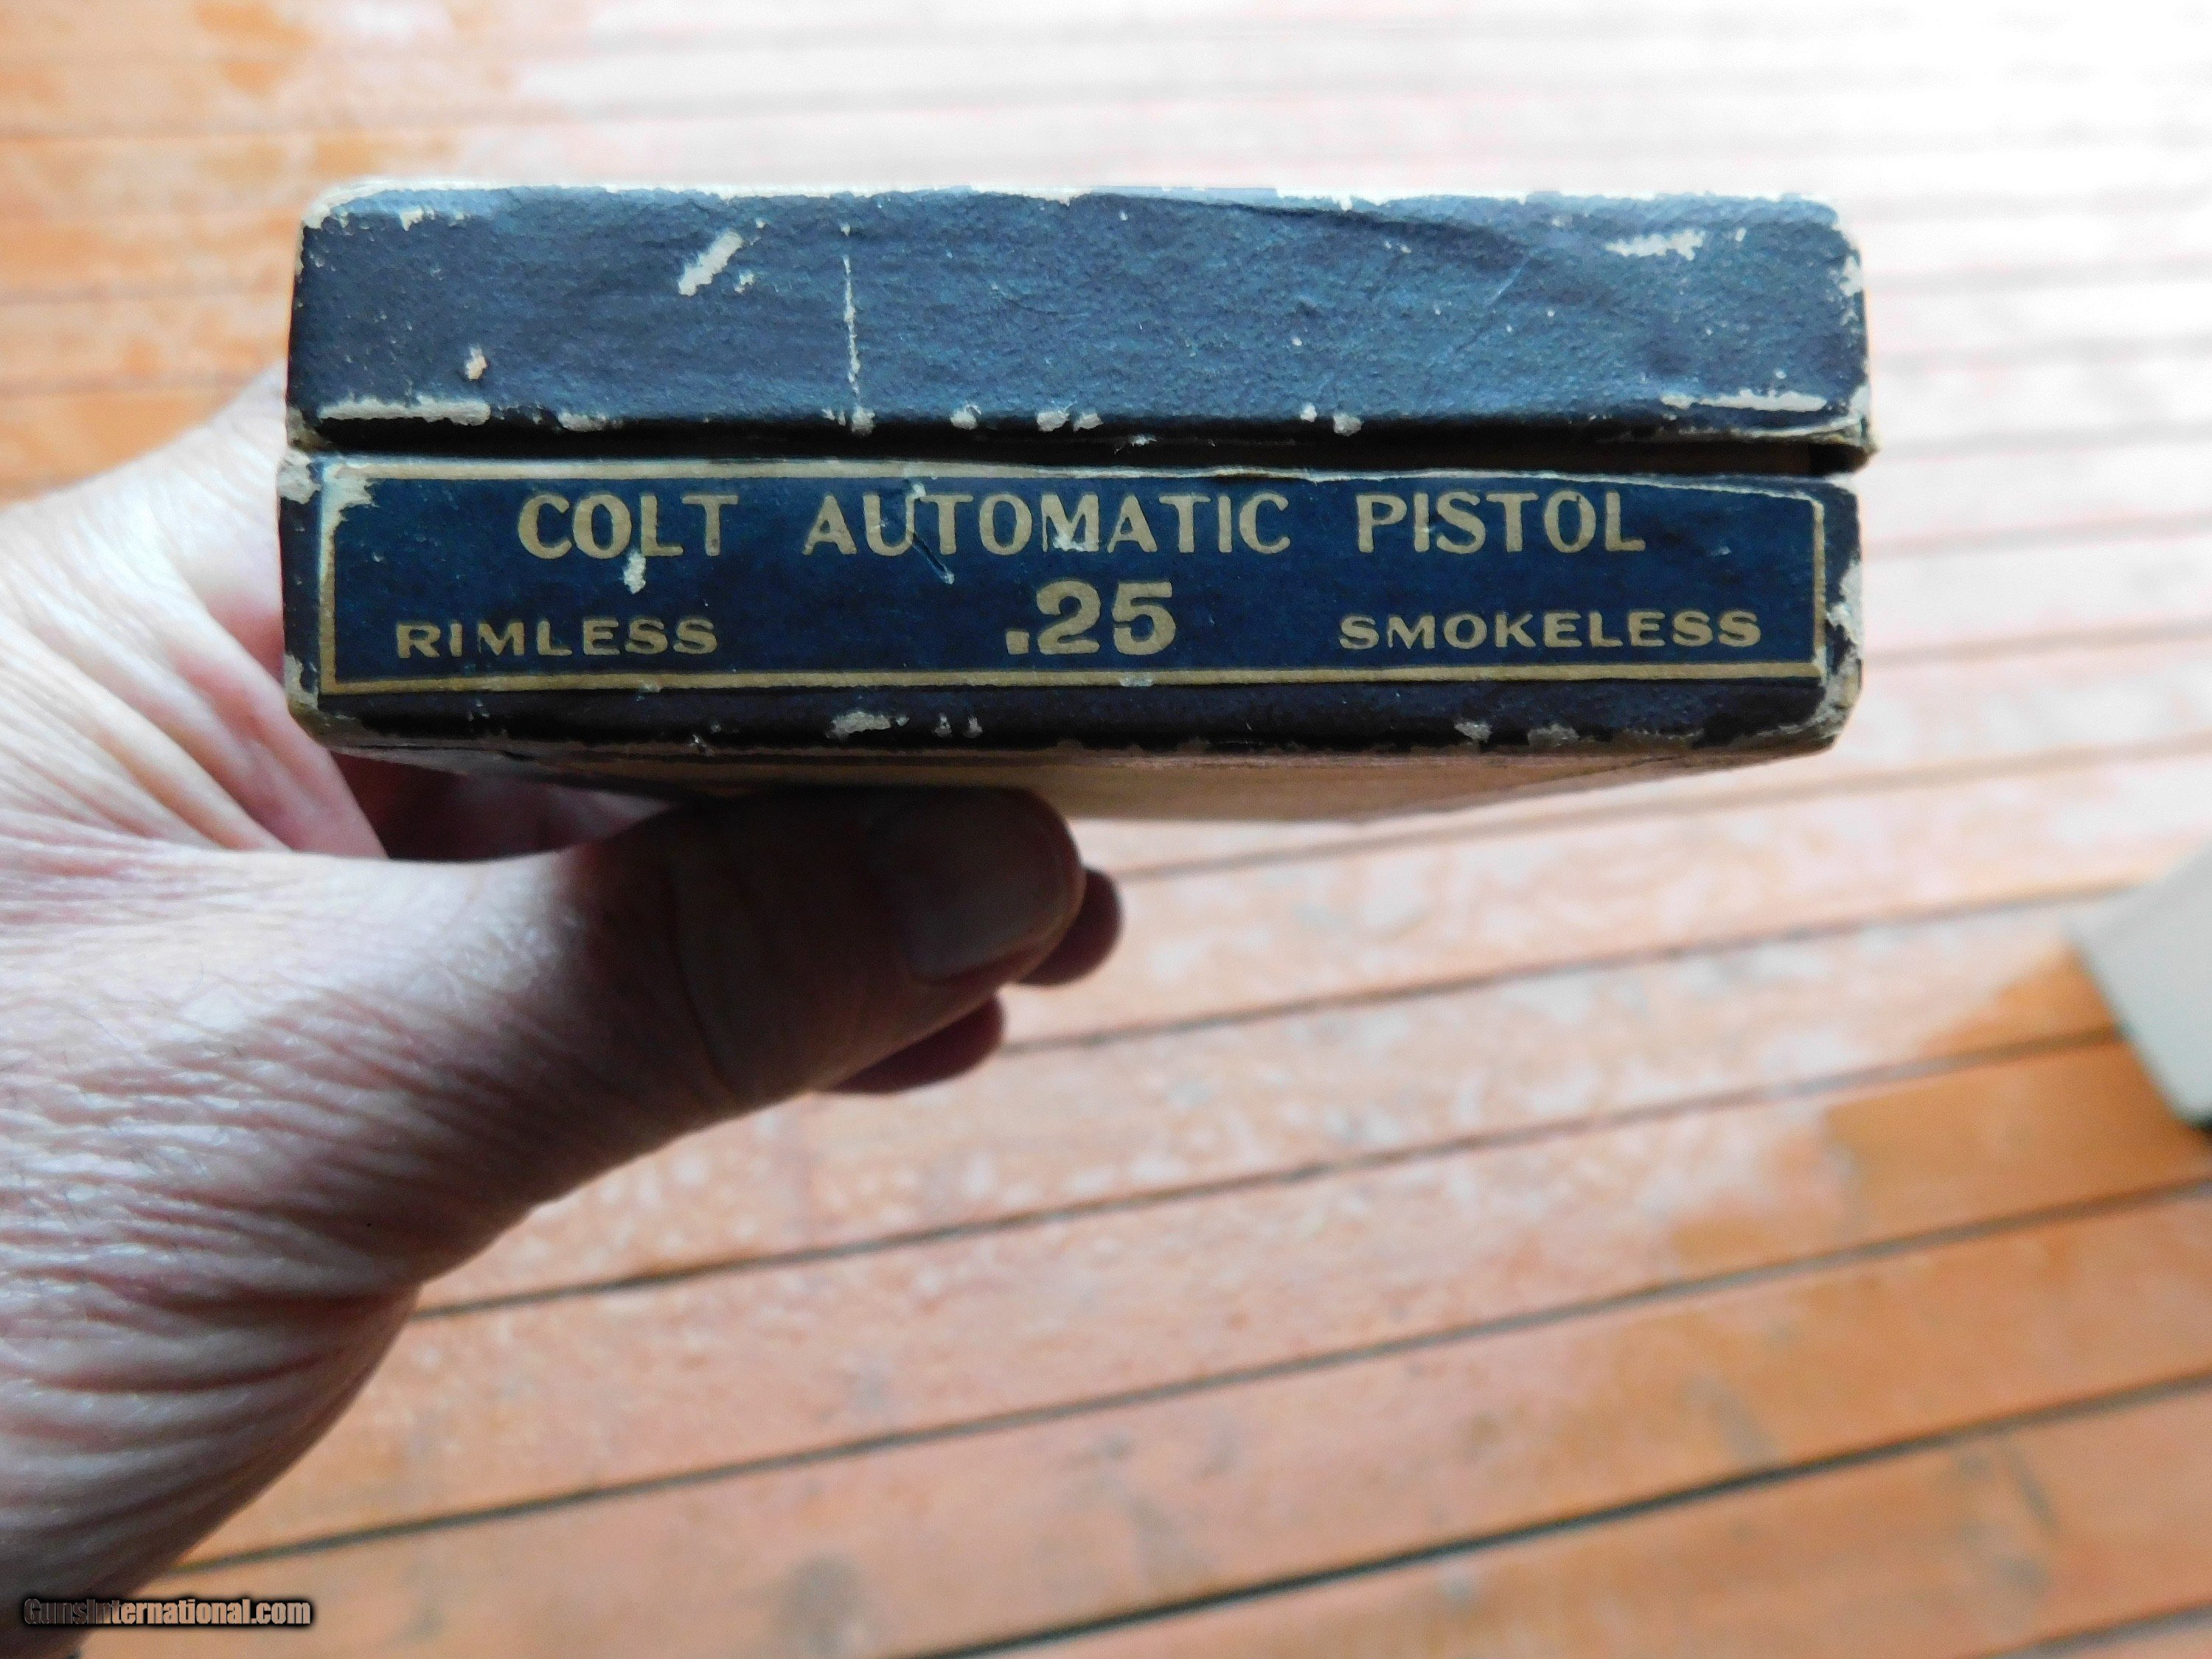 COLT AUTOMATIC PISTOL
RIMLESS .25 SMOKELESS
GunsInternational.com